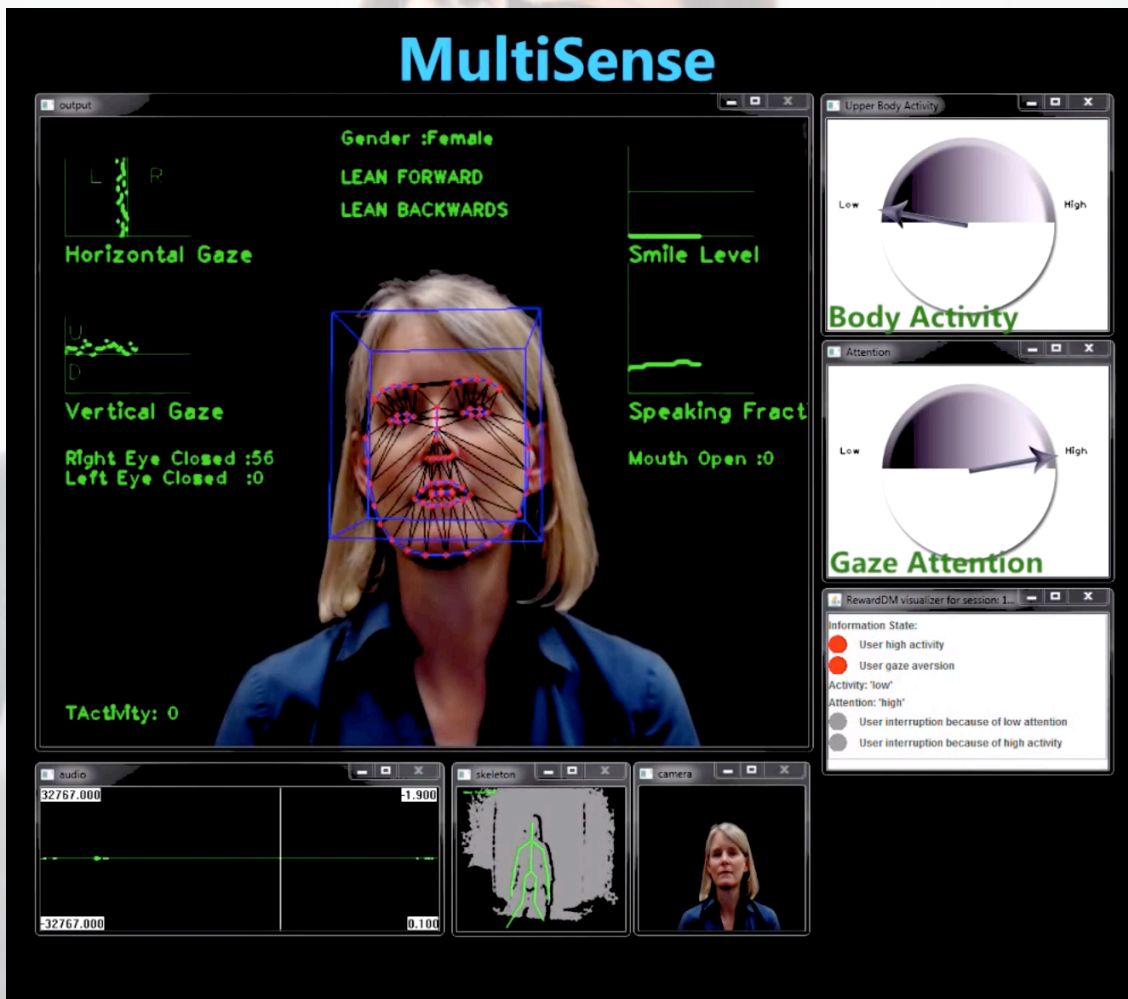 MultiSense
output
Gender :Female
LEAN FORWARD
LEAN BACKWARDS
L R
Horizontal Gaze
U
D
Vertical Gaze
Right Eye Closed :56
Left Eye Closed :0
Smile Level
Speaking Fract
Mouth Open :0
TActivity: 0
Upper Body Activity
Low
High
Body Activity
Attention
Low
High
Gaze Attention
RewardDM visualizer for session: 1...
Information State:
User high activity
User gaze aversion
Activity: 'low'
Attention: 'high'
User interruption because of low attention
User interruption because of high activity
audio
32767.000
-1.900
-32767.000
0.100
skeleton
camera